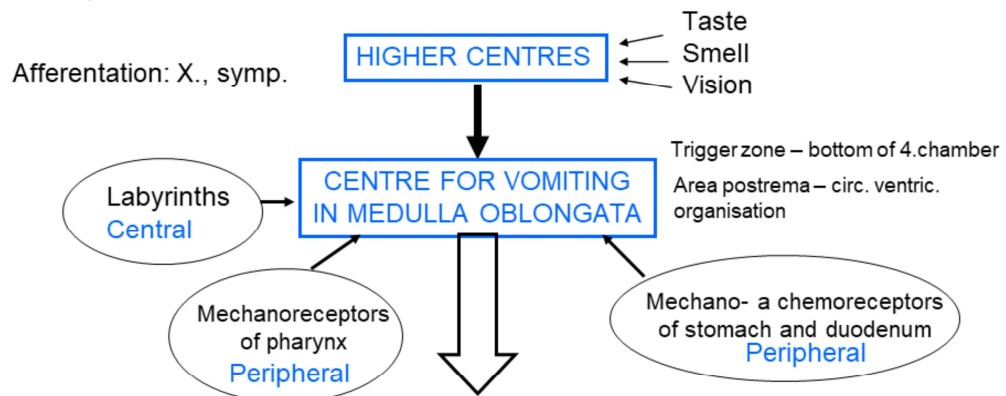 Taste
HIGHER CENTRES
Smell
Vision
Afferentation: X., symp.
Trigger zone – bottom of 4.chamber
Area postrema – circ. ventric.
organisation
CENTRE FOR VOMITING
IN MEDULLA OBLONGATA
Labyrinths
Central
Mechanoreceptors
of pharynx
Peripheral
Mechano- a chemoreceptors
of stomach and duodenum
Peripheral